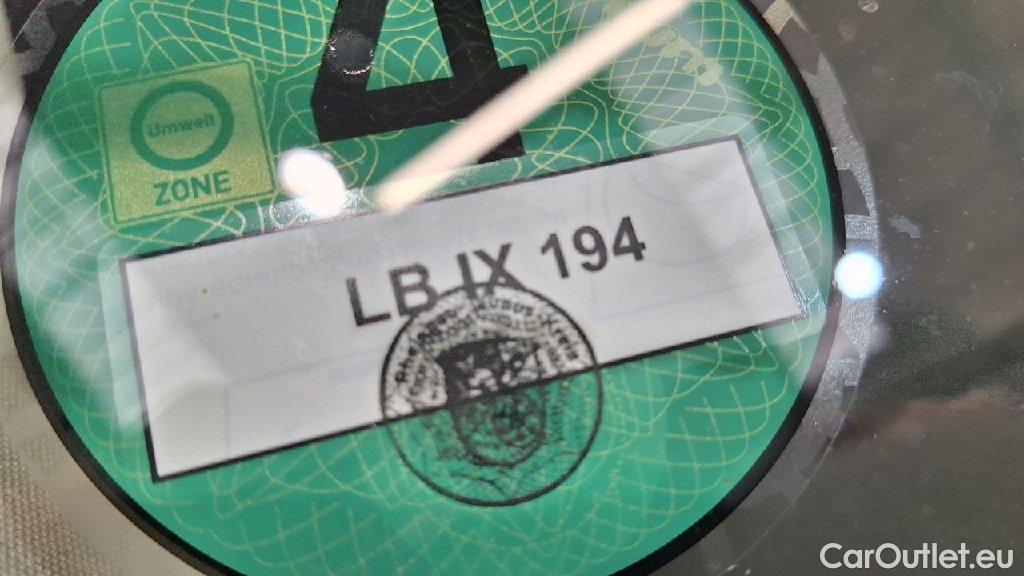 4
Umwelt
ZONE
LB IX 194
CarOutlet.eu